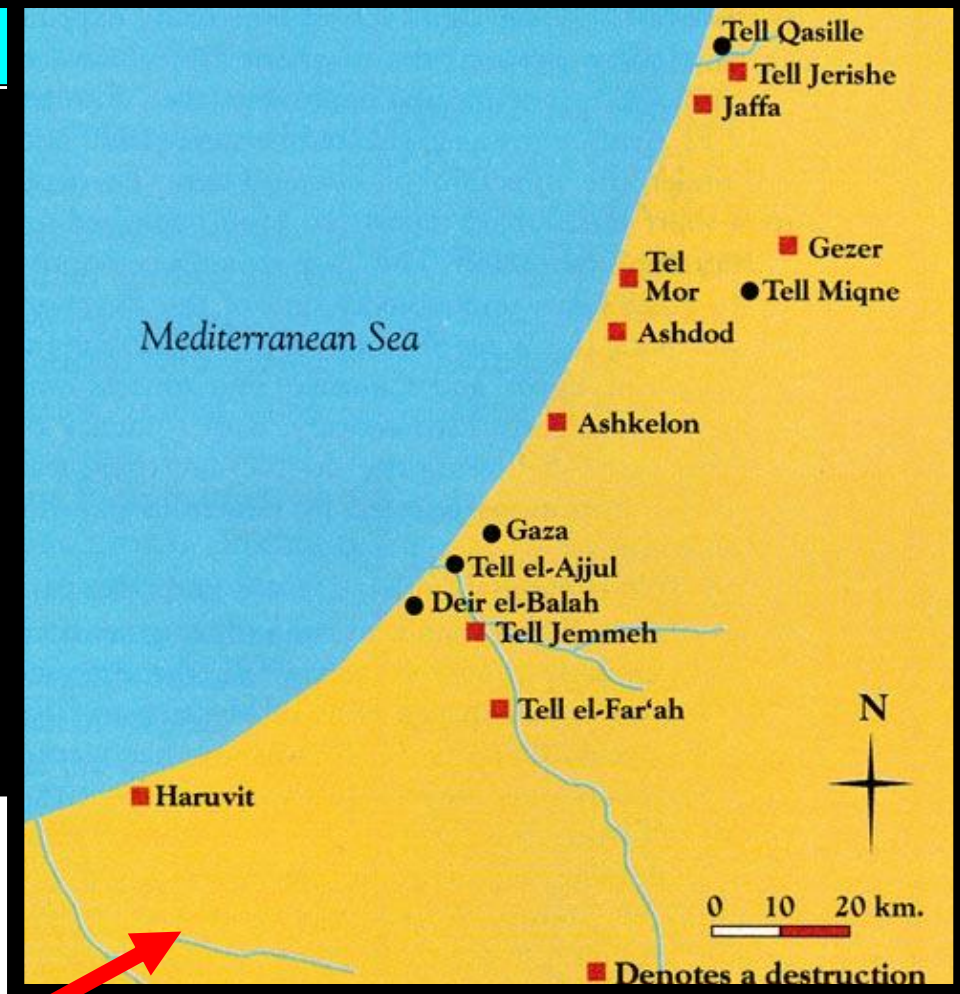 Tell Qasille
Tell Jerishe
Jaffa
Gezer
Tel
Mor
Tell Miqne
Ashdod
Mediterranean Sea
Ashkelon
Gaza
Tell el-Ajjul
Deir el-Balah
Tell Jemmeh
Tell el-Far‘ah
N
Haruvit
0 10 20 km.
Denotes a destruction